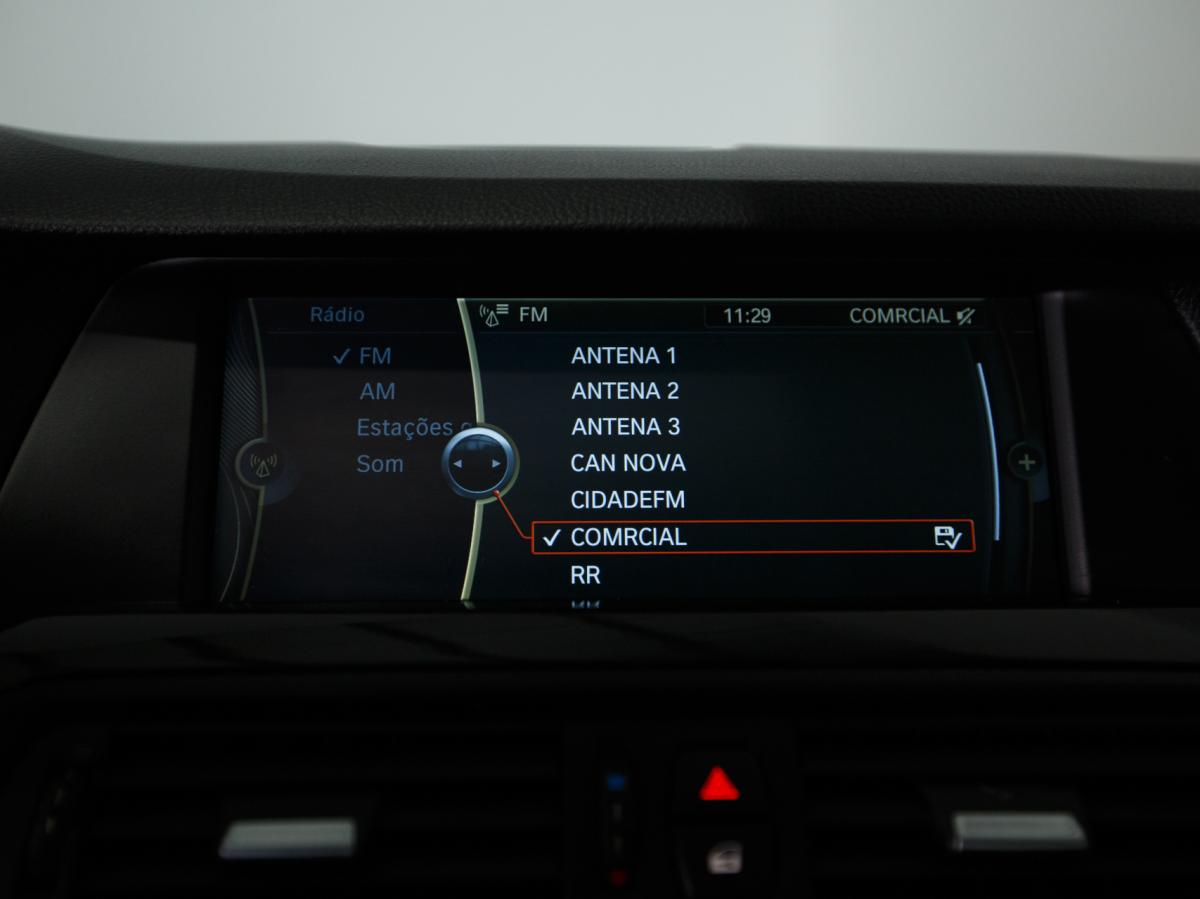 Rádio
FM 11:29 COMRCIAL
FM
AM
Estações
Som
ANTENA 1
ANTENA 2
ANTENA 3
CAN NOVA
CIDADEFM
COMRCIAL
RR